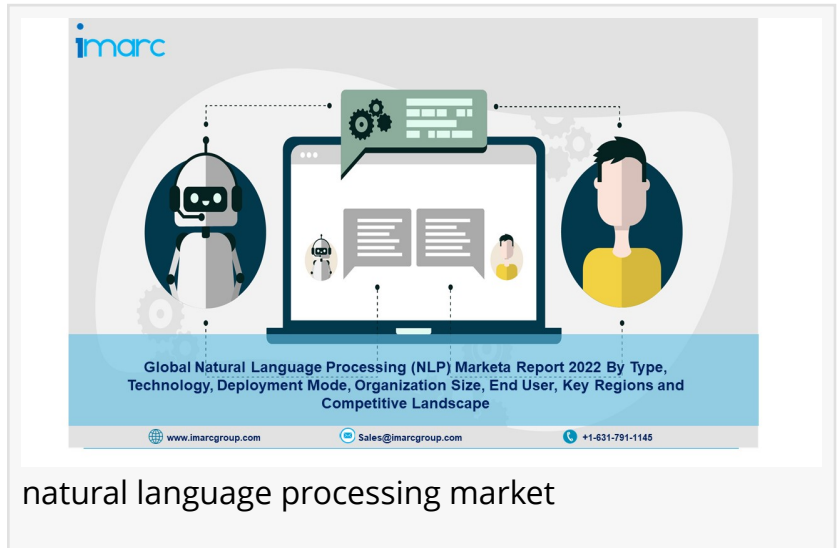 imarc
Global Natural Language Processing (NLP) Marketa Report 2022 By Type,
Technology, Deployment Mode, Organization Size, End User, Key Regions and
Competitive Landscape
www.imarcgroup.com Sales@imarcgroup.com +1-631-791-1145
natural language processing market